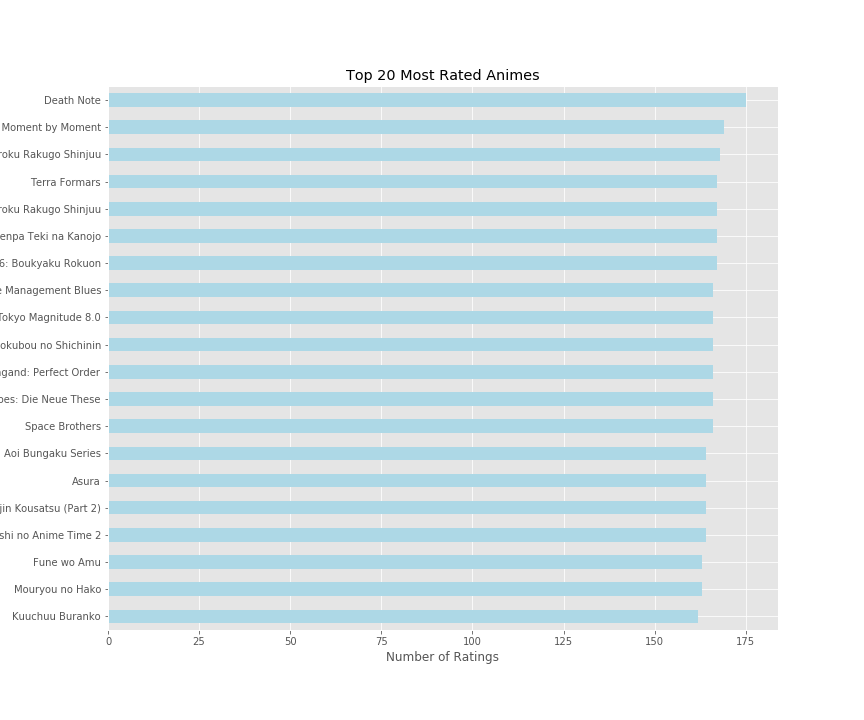 Top 20 Most Rated Animes
Death Note
Moment by Moment
roku Rakugo Shinjuu
Terra Formars
roku Rakugo Shinjuu
enpa Teki na Kanojo
6: Boukyaku Rokuon
e Management Blues
Tokyo Magnitude 8.0
okubou no Shichinin
agand: Perfect Order
oes: Die Neue These
Space Brothers
Aoi Bungaku Series
Asura
jin Kousatsu (Part 2)
shi no Anime Time 2
Fune wo Amu
Mouryou no Hako
Kuuchuu Buranko
0 25 50 75 100 125 150 175
Number of Ratings